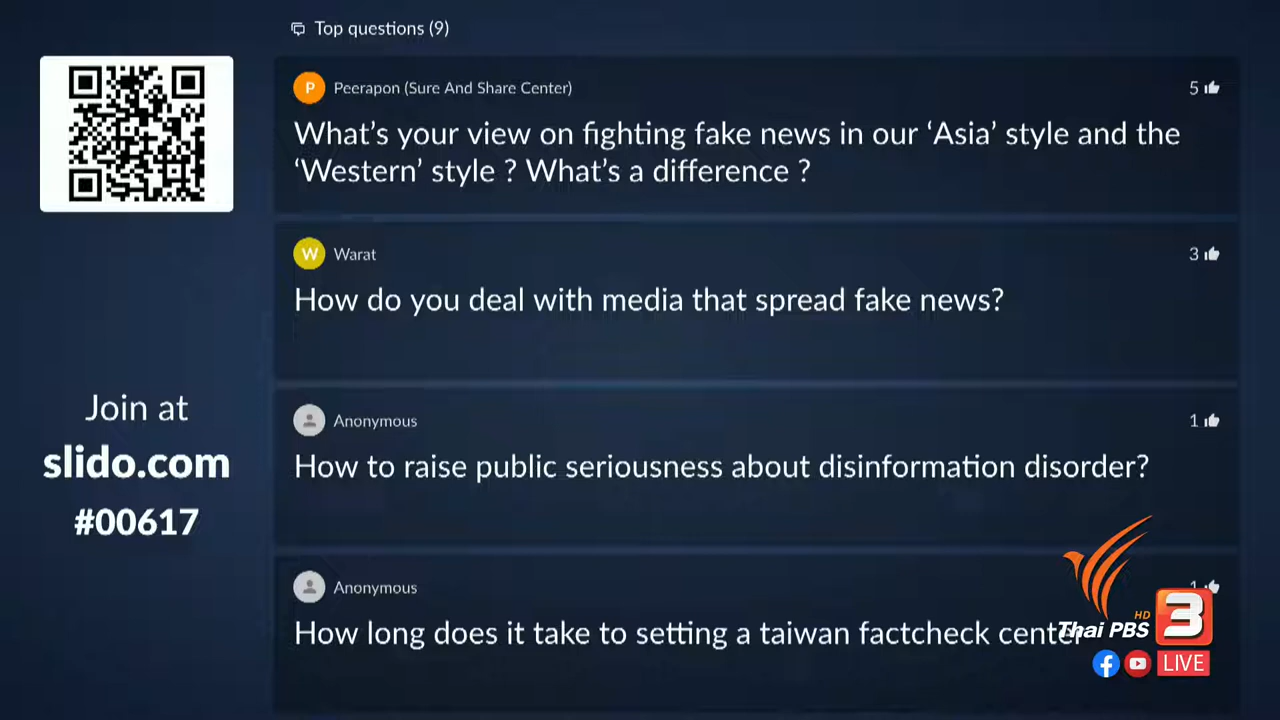 Top questions (9)
P Peerapon (Sure And Share Center) 5
What's your view on fighting fake news in our 'Asia' style and the
'Western' style ? What's a difference ?
W Warat 3
How do you deal with media that spread fake news?
Anonymous 1
How to raise public seriousness about disinformation disorder?
Anonymous 1
How long does it take to setting a taiwan factcheck center
Join at
slido.com
#00617
HD
Thai PBS 3
LIVE